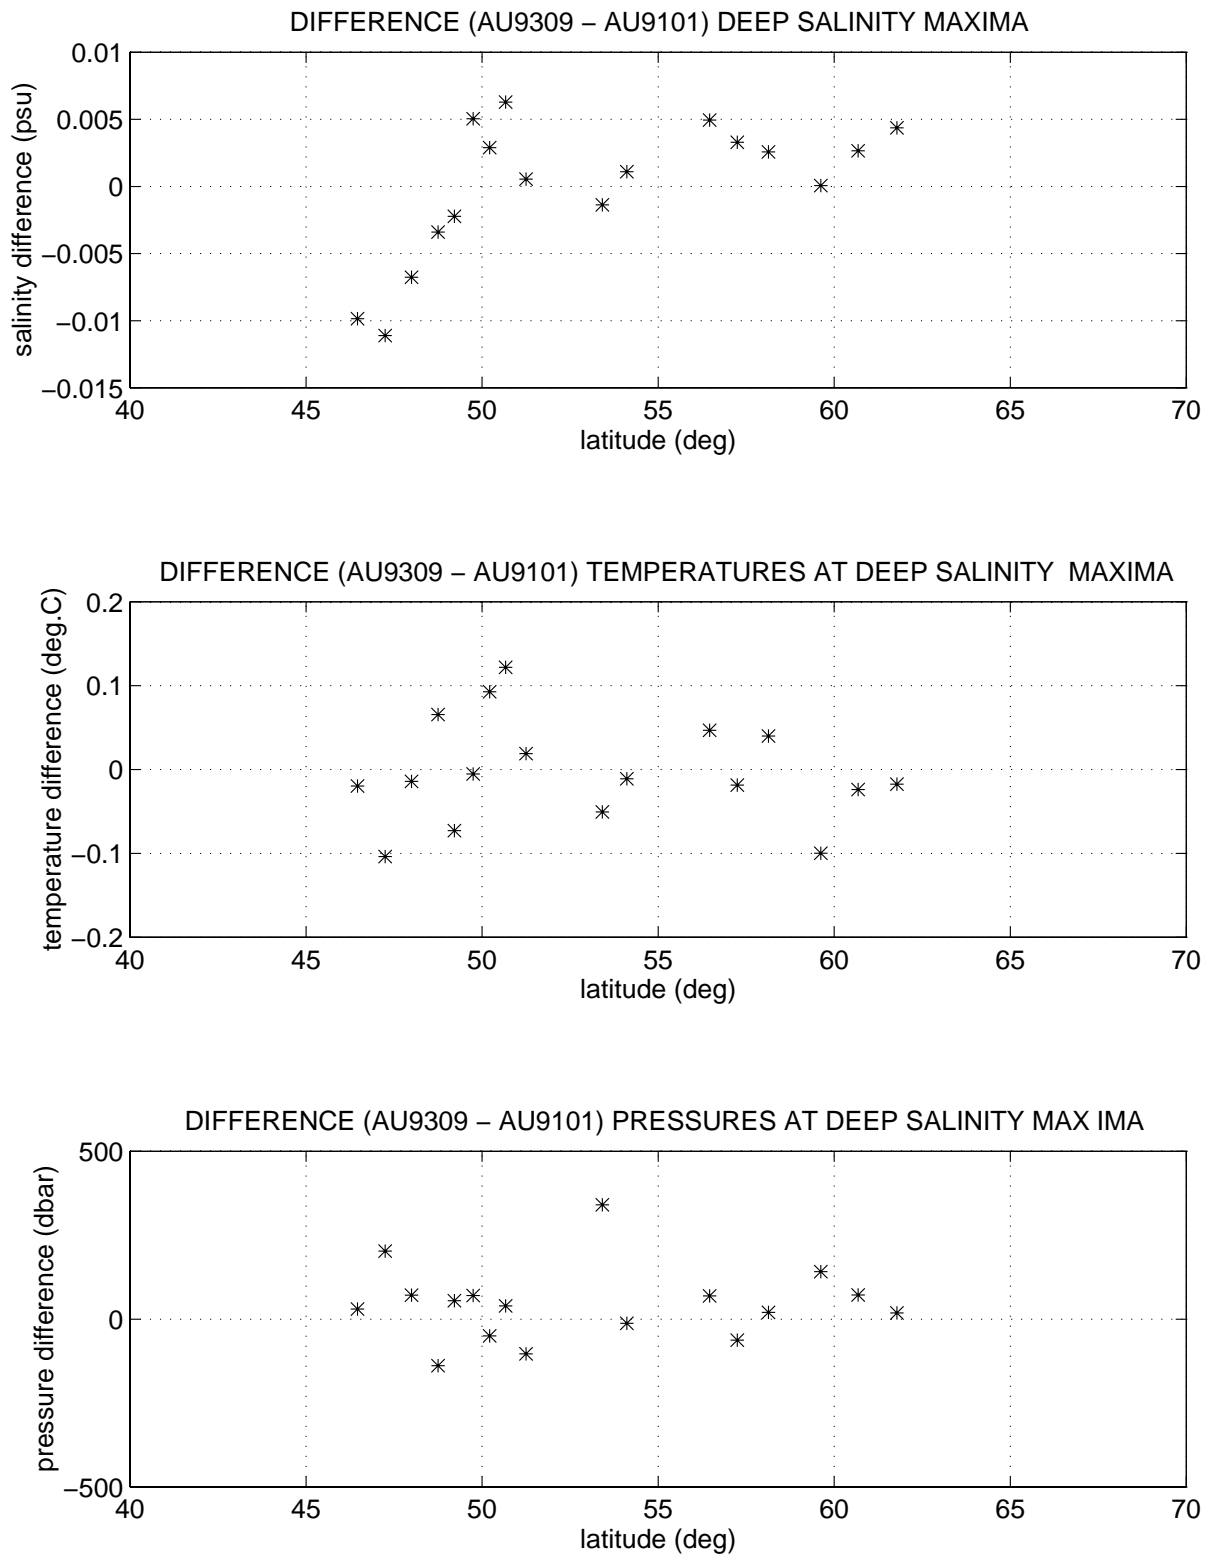 DIFFERENCE (AU9309 − AU9101) DEEP SALINITY MAXIMA
0.01
0.005
0
−0.005
−0.01
−0.015
salinity difference (psu)
40 45 50 55 60 65 70
latitude (deg)
DIFFERENCE (AU9309 − AU9101) TEMPERATURES AT DEEP SALINITY  MAXIMA
0.2
0.1
0
−0.1
−0.2
temperature difference (deg.C)
40 45 50 55 60 65 70
latitude (deg)
DIFFERENCE (AU9309 − AU9101) PRESSURES AT DEEP SALINITY MAX IMA
500
0
−500
pressure difference (dbar)
40 45 50 55 60 65 70
latitude (deg)